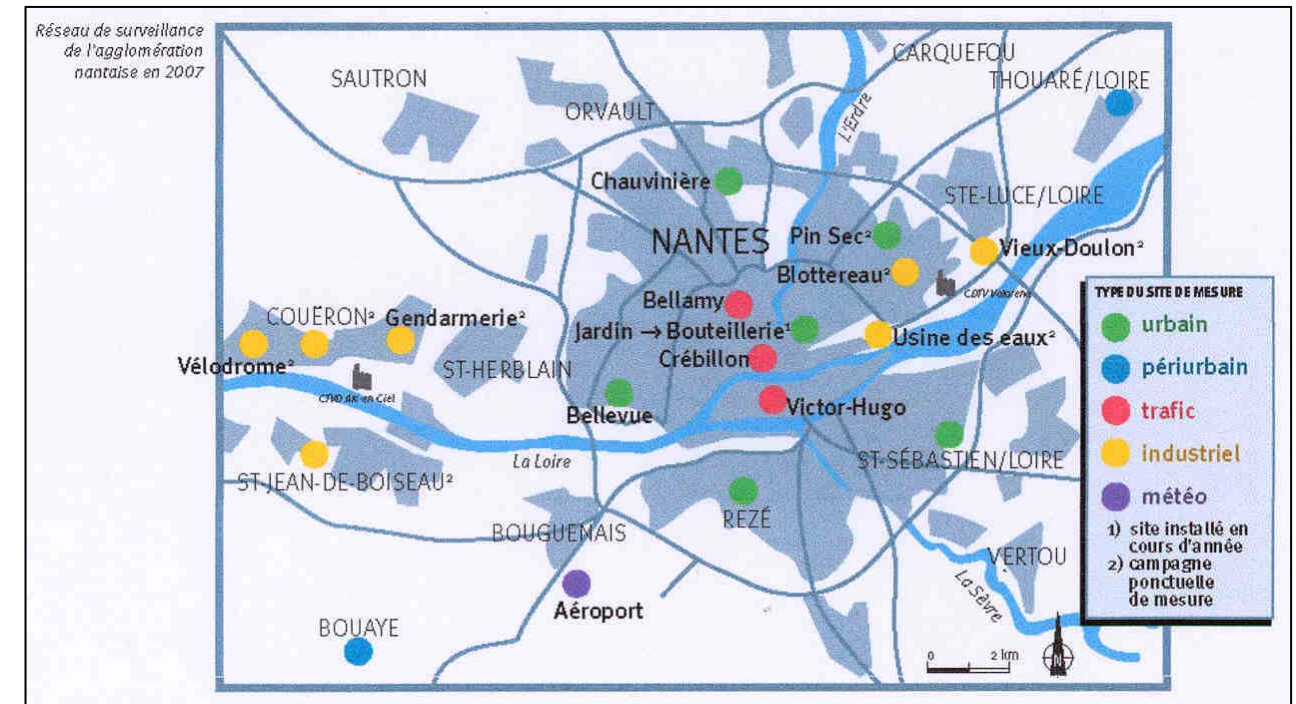 Réseau de surveillance
de l'agglomération
nantaise en 2007
SAUTRON
ORVAULT
CARQUEFOU
THOUARÉ/LOIRE
L'Erdre
Chauvinière
STE-LUCE/LOIRE
NANTES
Pin Sec²
Vieux-Doulon²
Blottereau²
Bellamy
COUËRON²
Gendarmerie²
Jardin → Bouteillerie¹
Usine des eaux²
Crébillon
Vélodrome²
ST-HERBLAIN
Bellevue
Victor-Hugo
La Loire
ST-SÉBASTIEN/LOIRE
ST-JEAN-DE-BOISEAU²
REZÉ
BOUGUENAIS
VERTOU
La Sèvre
Aéroport
BOUAYE
0 2 km
N
TYPE DU SITE DE MESURE
urbain
périurbain
trafic
industriel
météo
1) site installé en
cours d'année
2) campagne
ponctuelle
de mesure